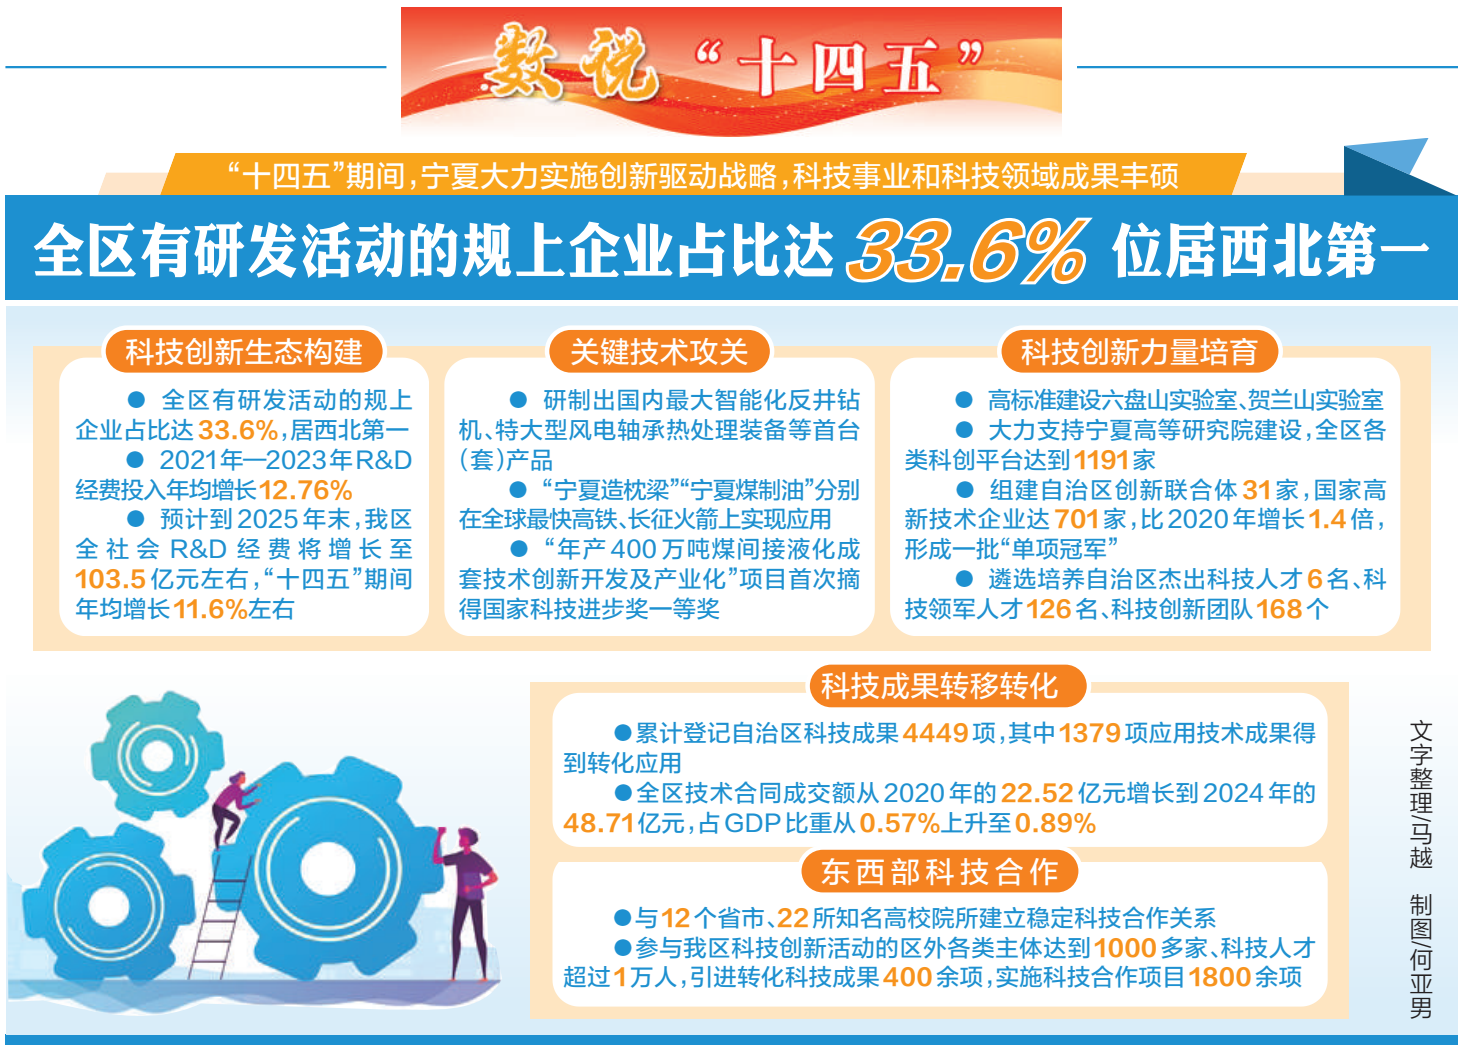 数说“十四五”
“十四五”期间,宁夏大力实施创新驱动战略,科技事业和科技领域成果丰硕
全区有研发活动的规上企业占比达33.6% 位居西北第一
科技创新生态构建
● 全区有研发活动的规上
企业占比达33.6%,居西北第一
● 2021年—2023年R&D
经费投入年均增长12.76%
● 预计到2025年末,我区
全社会R&D经费将增长至
103.5亿元左右,“十四五”期间
年均增长11.6%左右
关键技术攻关
● 研制出国内最大智能化反井钻
机、特大型风电轴承热处理装备等首台
(套)产品
● “宁夏造枕梁”“宁夏煤制油”分别
在全球最快高铁、长征火箭上实现应用
● “年产400万吨煤间接液化成
套技术创新开发及产业化”项目首次摘
得国家科技进步奖一等奖
科技创新力量培育
● 高标准建设六盘山实验室、贺兰山实验室
● 大力支持宁夏高等研究院建设,全区各
类科创平台达到1191家
● 组建自治区创新联合体31家,国家高
新技术企业达701家,比2020年增长1.4倍,
形成一批“单项冠军”
● 遴选培养自治区杰出科技人才6名、科
技领军人才126名、科技创新团队168个
科技成果转移转化
●累计登记自治区科技成果4449项,其中1379项应用技术成果得
到转化应用
●全区技术合同成交额从2020年的22.52亿元增长到2024年的
48.71亿元,占GDP比重从0.57%上升至0.89%
东西部科技合作
●与12个省市、22所知名高校院所建立稳定科技合作关系
●参与我区科技创新活动的区外各类主体达到1000多家、科技人才
超过1万人,引进转化科技成果400余项,实施科技合作项目1800余项
文字整理/马越 制图/何亚男